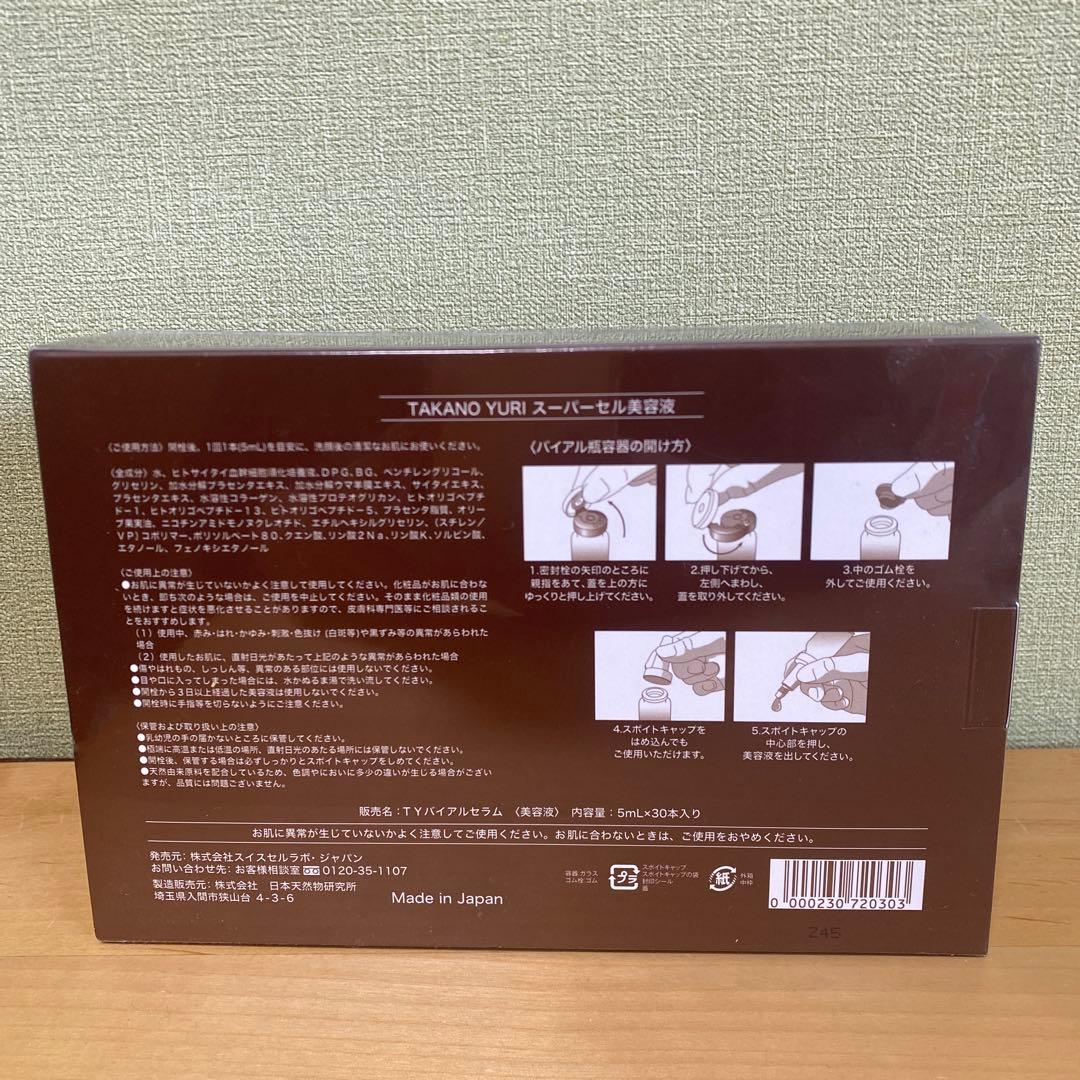 TAKANO YURI スーパーセル美容液
〈ご使用方法〉開栓後、1回1本(5mL)を目安に、洗顔後の清潔なお肌にお使いください。
〈全成分〉水、ヒトサイタイ血幹細胞順化培養液、DPG、BG、ペンチレングリコール、
グリセリン、加水分解プラセンタエキス、加水分解ウマ羊膜エキス、サイタイエキス、
プラセンタエキス、水溶性コラーゲン、水溶性プロテオグリカン、ヒトオリゴペプチ
ド－1、ヒトオリゴペプチド－13、ヒトオリゴペプチド－5、プラセンタ脂質、オリー
ブ果実油、ニコチンアミドモノヌクレオチド、エチルヘキシルグリセリン、(スチレン/
VP)コポリマー、ポリソルベート80、クエン酸、リン酸2Na、リン酸K、ソルビン酸、
エタノール、フェノキシエタノール
〈ご使用上の注意〉
●お肌に異常が生じていないかよく注意して使用してください。化粧品がお肌に合わな
いとき、即ち次のような場合は、ご使用を中止してください。そのまま化粧品類の使用
を続けますと症状を悪化させることがありますので、皮膚科専門医等にご相談されるこ
とをおすすめします。
(1)使用中、赤み・はれ・かゆみ・刺激・色抜け(白斑等)や黒ずみ等の異常があらわれた
場合
(2)使用したお肌に、直射日光があたって上記のような異常があらわれた場合
●傷やはれもの、しっしん等、異常のある部位には使用しないでください。
●目や口に入ってしまった場合には、水かぬるま湯で洗い流してください。
●開栓から3日以上経過した美容液は使用しないでください。
●開栓時に手指等を切らないようにご注意ください。
〈保管および取り扱い上の注意〉
●乳幼児の手の届かないところに保管してください。
●極端に高温または低温の場所、直射日光のあたる場所には保管しないでください。
●開栓後、保管する場合は必ずしっかりとスポイトキャップをしめてください。
●天然由来原料を配合しているため、色調やにおいに多少の違いが生じる場合がござい
ますが、品質には問題ございません。
〈バイアル瓶容器の開け方〉
1.密封栓の矢印のところに
親指をあて、蓋を上の方に
ゆっくりと押し上げてください。
2.押し下げてから、
左側へまわし、
蓋を取り外してください。
3.中のゴム栓を
外してご使用ください。
4.スポイトキャップを
はめ込んでも
ご使用いただけます。
5.スポイトキャップの
中心部を押し、
美容液を出してください。
販売名：TYバイアルセラム 〈美容液〉 内容量：5mL×30本入り
お肌に異常が生じていないかよく注意してご使用ください。お肌に合わないときは、ご使用をおやめください。
発売元：株式会社スイスセルラボ・ジャパン
お問い合わせ先：お客様相談室 0120-35-1107
製造販売元：株式会社 日本天然物研究所
埼玉県入間市狭山台 4-3-6
Made in Japan
容器 ガラス
ゴム栓 ゴム
プラ
スポイトキャップ
スポイトキャップの袋
封印シール
蓋
紙
外箱
中枠
0 000230 720303
Z45